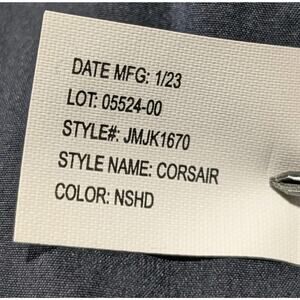 DATE MFG: 1/23
LOT: 05524-00
STYLE#: JMJK1670
STYLE NAME: CORSAIR
COLOR: NSHD